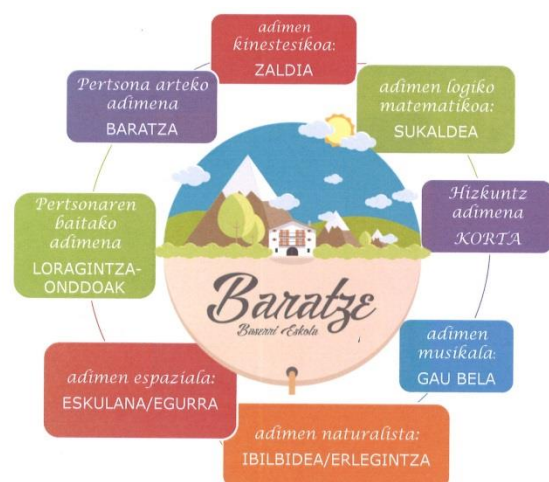 adimen
kinestesikoa:
ZALDIA
adimen logiko
matematikoa:
SUKALDEA
Hizkuntz
adimena
KORTA
adimen
musikala:
GAU BELA
adimen naturalista:
IBILBIDEA/ERLEGINTZA
adimen espaziala:
ESKULANA/EGURRA
Pertsonaren
baitako
adimena
LORAGINTZA-
ONDDOAK
Pertsona arteko
adimena
BARATZA
Baratze
Baserri Eskola